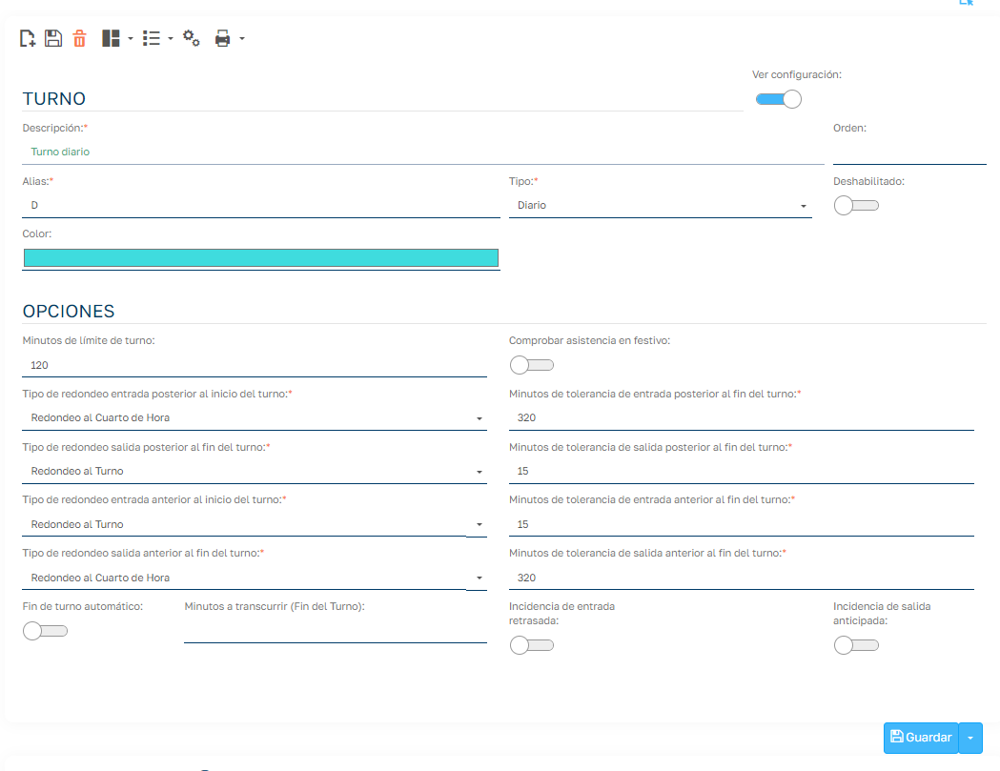 Ver configuración:
TURNO
Descripción:*
Orden:
Turno diario
Alias:*
Tipo:*
Deshabilitado:
D
Diario
Color:
OPCIONES
Minutos de límite de turno:
Comprobar asistencia en festivo:
120
Tipo de redondeo entrada posterior al inicio del turno:*
Minutos de tolerancia de entrada posterior al fin del turno:*
Redondeo al Cuarto de Hora
320
Tipo de redondeo salida posterior al fin del turno:*
Minutos de tolerancia de salida posterior al fin del turno:*
Redondeo al Turno
15
Tipo de redondeo entrada anterior al inicio del turno:*
Minutos de tolerancia de entrada anterior al fin del turno:*
Redondeo al Turno
15
Tipo de redondeo salida anterior al fin del turno:*
Minutos de tolerancia de salida anterior al fin del turno:*
Redondeo al Cuarto de Hora
320
Fin de turno automático:
Minutos a transcurrir (Fin del Turno):
Incidencia de entrada
retrasada:
Incidencia de salida
anticipada:
Guardar